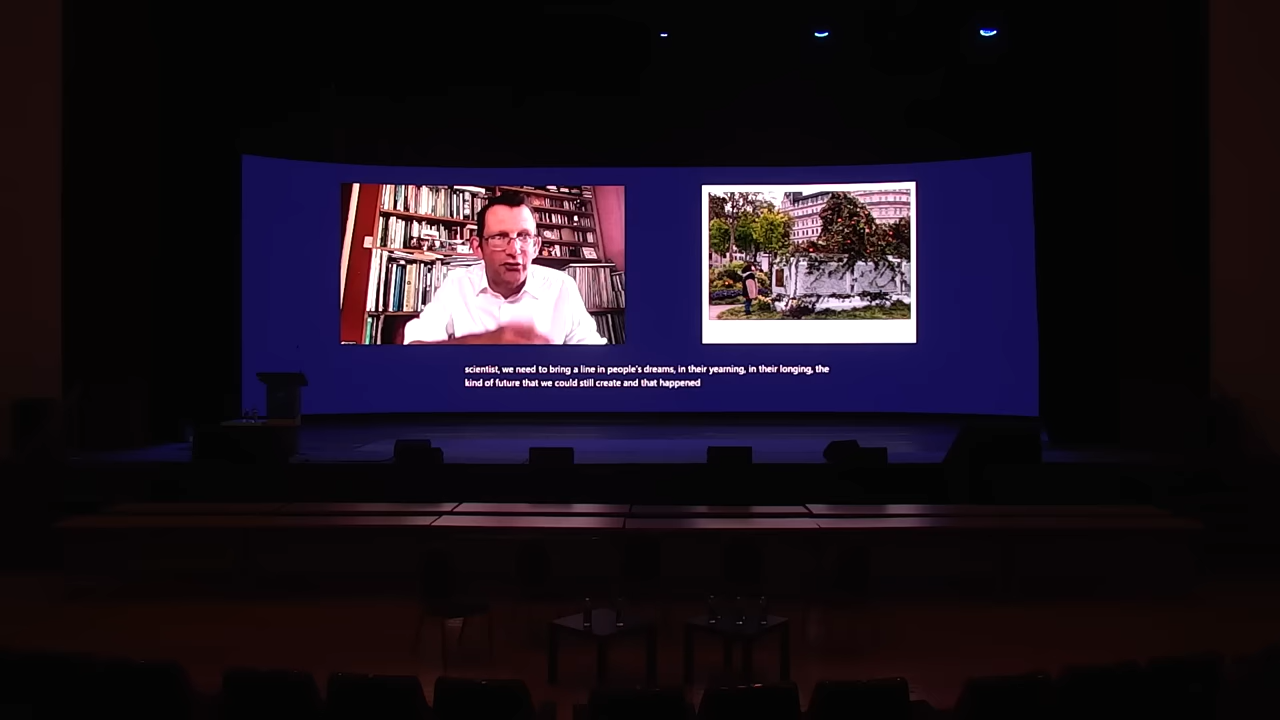 scientist, we need to bring a line in people's dreams, in their yearning, in their longing, the
kind of future that we could still create and that happened